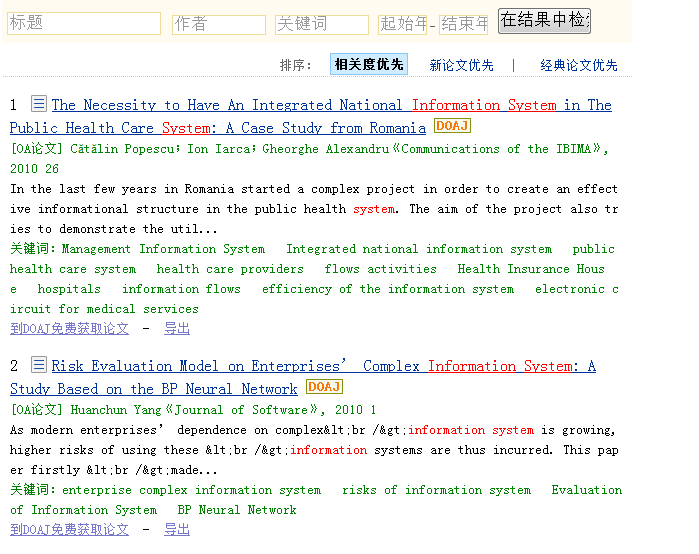 标题 作者 关键词 起始年 - 结束年 在结果中检
排序： 相关度优先 新论文优先 | 经典论文优先
1 The Necessity to Have An Integrated National Information System in The
Public Health Care System: A Case Study from Romania DOAJ
[OA论文] Cătălin Popescu；Ion Iarca；Gheorghe Alexandru《Communications of the IBIMA》,
2010 26
In the last few years in Romania started a complex project in order to create an effect
ive informational structure in the public health system. The aim of the project also tr
ies to demonstrate the util...
关键词：Management Information System Integrated national information system public
health care system health care providers flows activities Health Insurance Hous
e hospitals information flows efficiency of the information system electronic c
ircuit for medical services
到DOAJ免费获取论文 - 导出
2 Risk Evaluation Model on Enterprises’ Complex Information System: A
Study Based on the BP Neural Network DOAJ
[OA论文] Huanchun Yang《Journal of Software》, 2010 1
As modern enterprises’ dependence on complex&lt;br /&gt;information system is growing,
higher risks of using these &lt;br /&gt;information systems are thus incurred. This pap
er firstly &lt;br /&gt;made...
关键词：enterprise complex information system risks of information system Evaluation
of Information System BP Neural Network
到DOAJ免费获取论文 - 导出